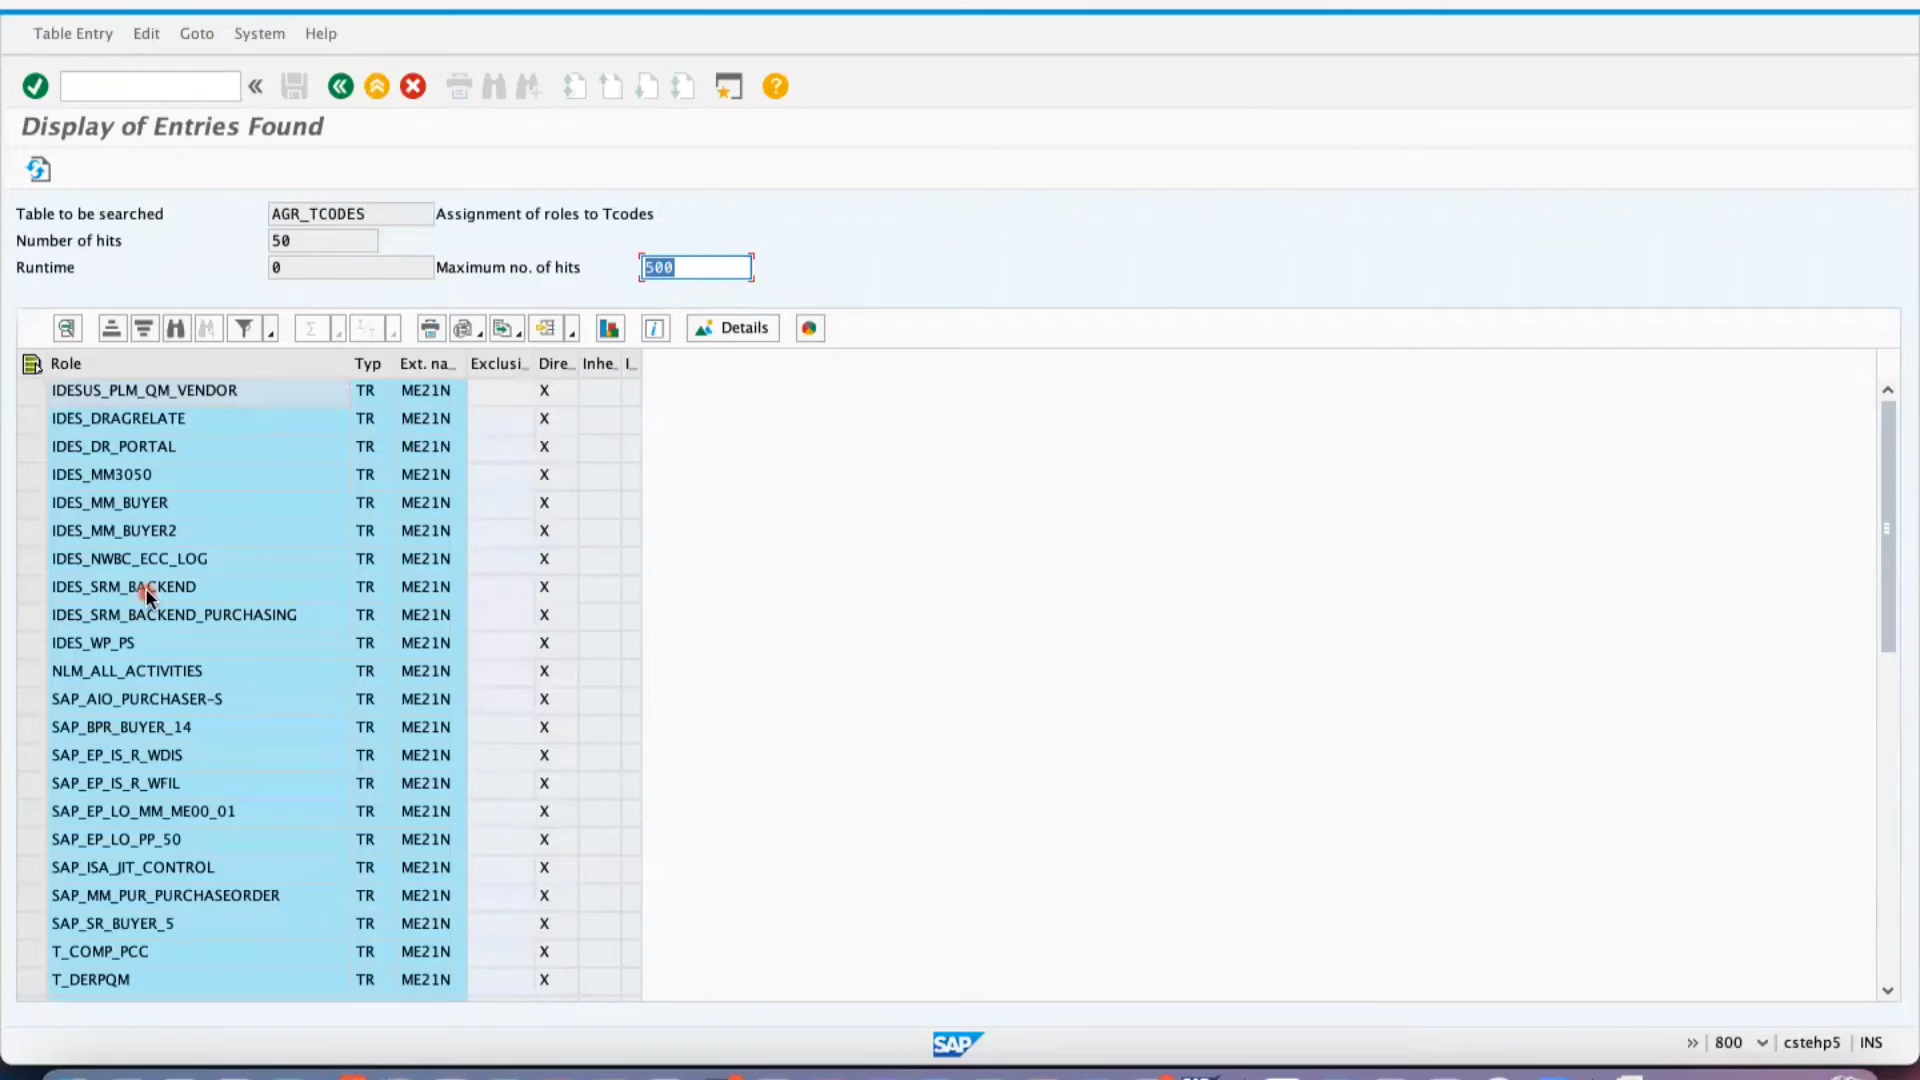 Table Entry Edit Goto System Help
Display of Entries Found
Table to be searched AGR_TCODES Assignment of roles to Tcodes
Number of hits 50
Runtime 0 Maximum no. of hits 500
Details
Role Typ Ext. na… Exclusi… Dire… Inhe… I…
IDESUS_PLM_QM_VENDOR TR ME21N X
IDES_DRAGRELATE TR ME21N X
IDES_DR_PORTAL TR ME21N X
IDES_MM3050 TR ME21N X
IDES_MM_BUYER TR ME21N X
IDES_MM_BUYER2 TR ME21N X
IDES_NWBC_ECC_LOG TR ME21N X
IDES_SRM_BACKEND TR ME21N X
IDES_SRM_BACKEND_PURCHASING TR ME21N X
IDES_WP_PS TR ME21N X
NLM_ALL_ACTIVITIES TR ME21N X
SAP_AIO_PURCHASER-S TR ME21N X
SAP_BPR_BUYER_14 TR ME21N X
SAP_EP_IS_R_WDIS TR ME21N X
SAP_EP_IS_R_WFIL TR ME21N X
SAP_EP_LO_MM_ME00_01 TR ME21N X
SAP_EP_LO_PP_50 TR ME21N X
SAP_ISA_JIT_CONTROL TR ME21N X
SAP_MM_PUR_PURCHASEORDER TR ME21N X
SAP_SR_BUYER_5 TR ME21N X
T_COMP_PCC TR ME21N X
T_DERPQM TR ME21N X
SAP 800 cstehp5 INS